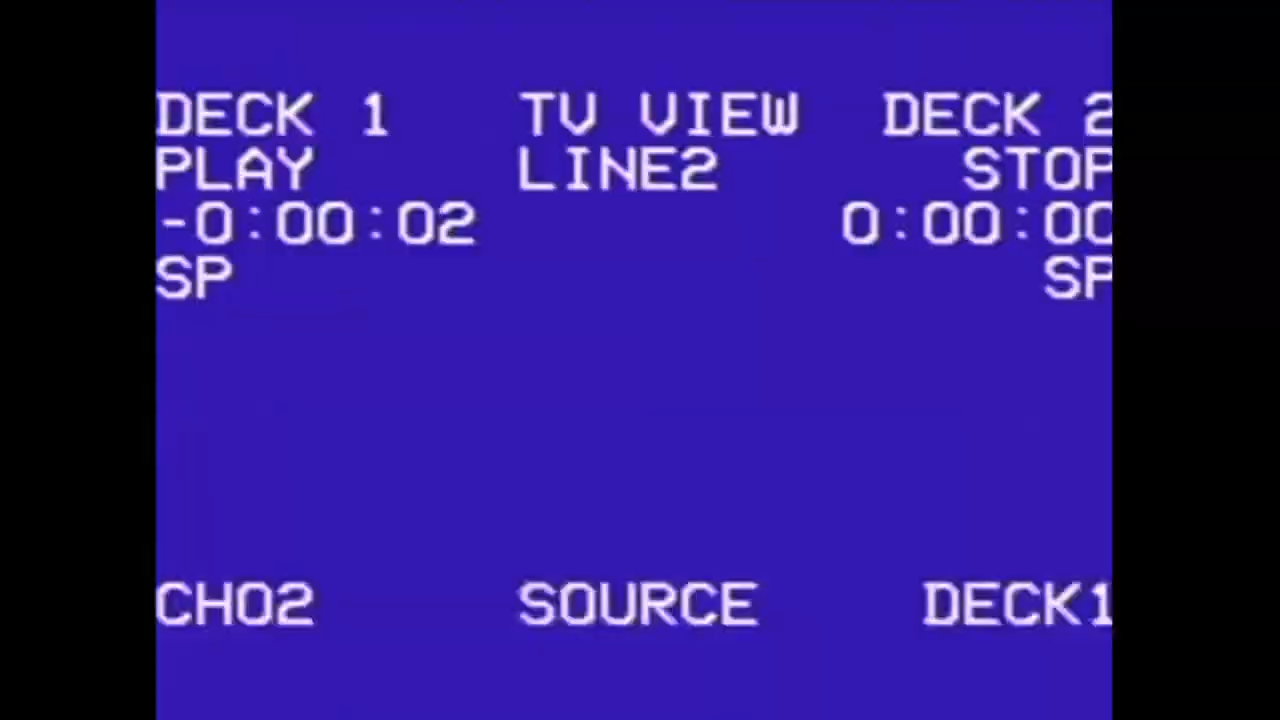 DECK 1 TV VIEW DECK 2
PLAY LINE2 STOP
-0:00:02 0:00:00
SP SP
CH02 SOURCE DECK1